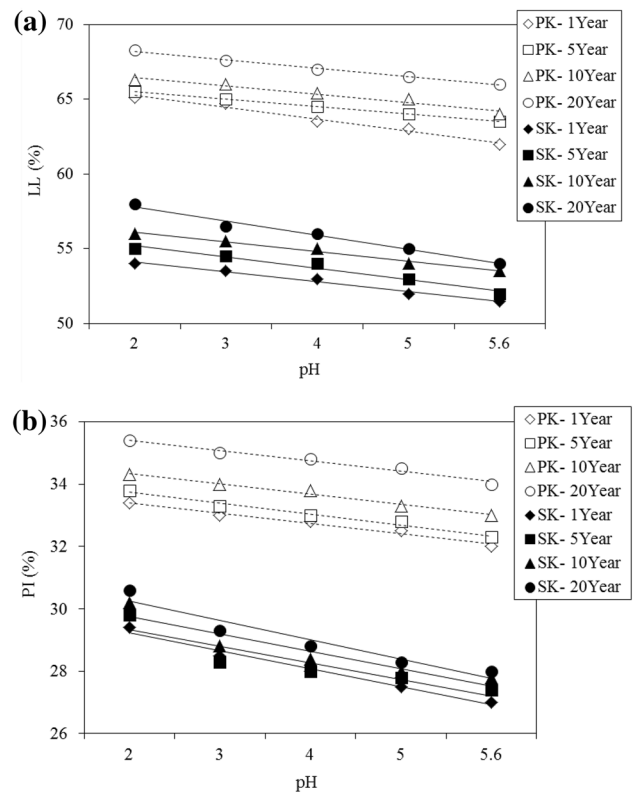 (a)
70
65
60
55
50
LL (%)
2 3 4 5 5.6
pH
PK- 1Year
PK- 5Year
PK- 10Year
PK- 20Year
SK- 1Year
SK- 5Year
SK- 10Year
SK- 20Year
(b)
36
34
32
30
28
26
PI (%)
2 3 4 5 5.6
pH
PK- 1Year
PK- 5Year
PK- 10Year
PK- 20Year
SK- 1Year
SK- 5Year
SK- 10Year
SK- 20Year